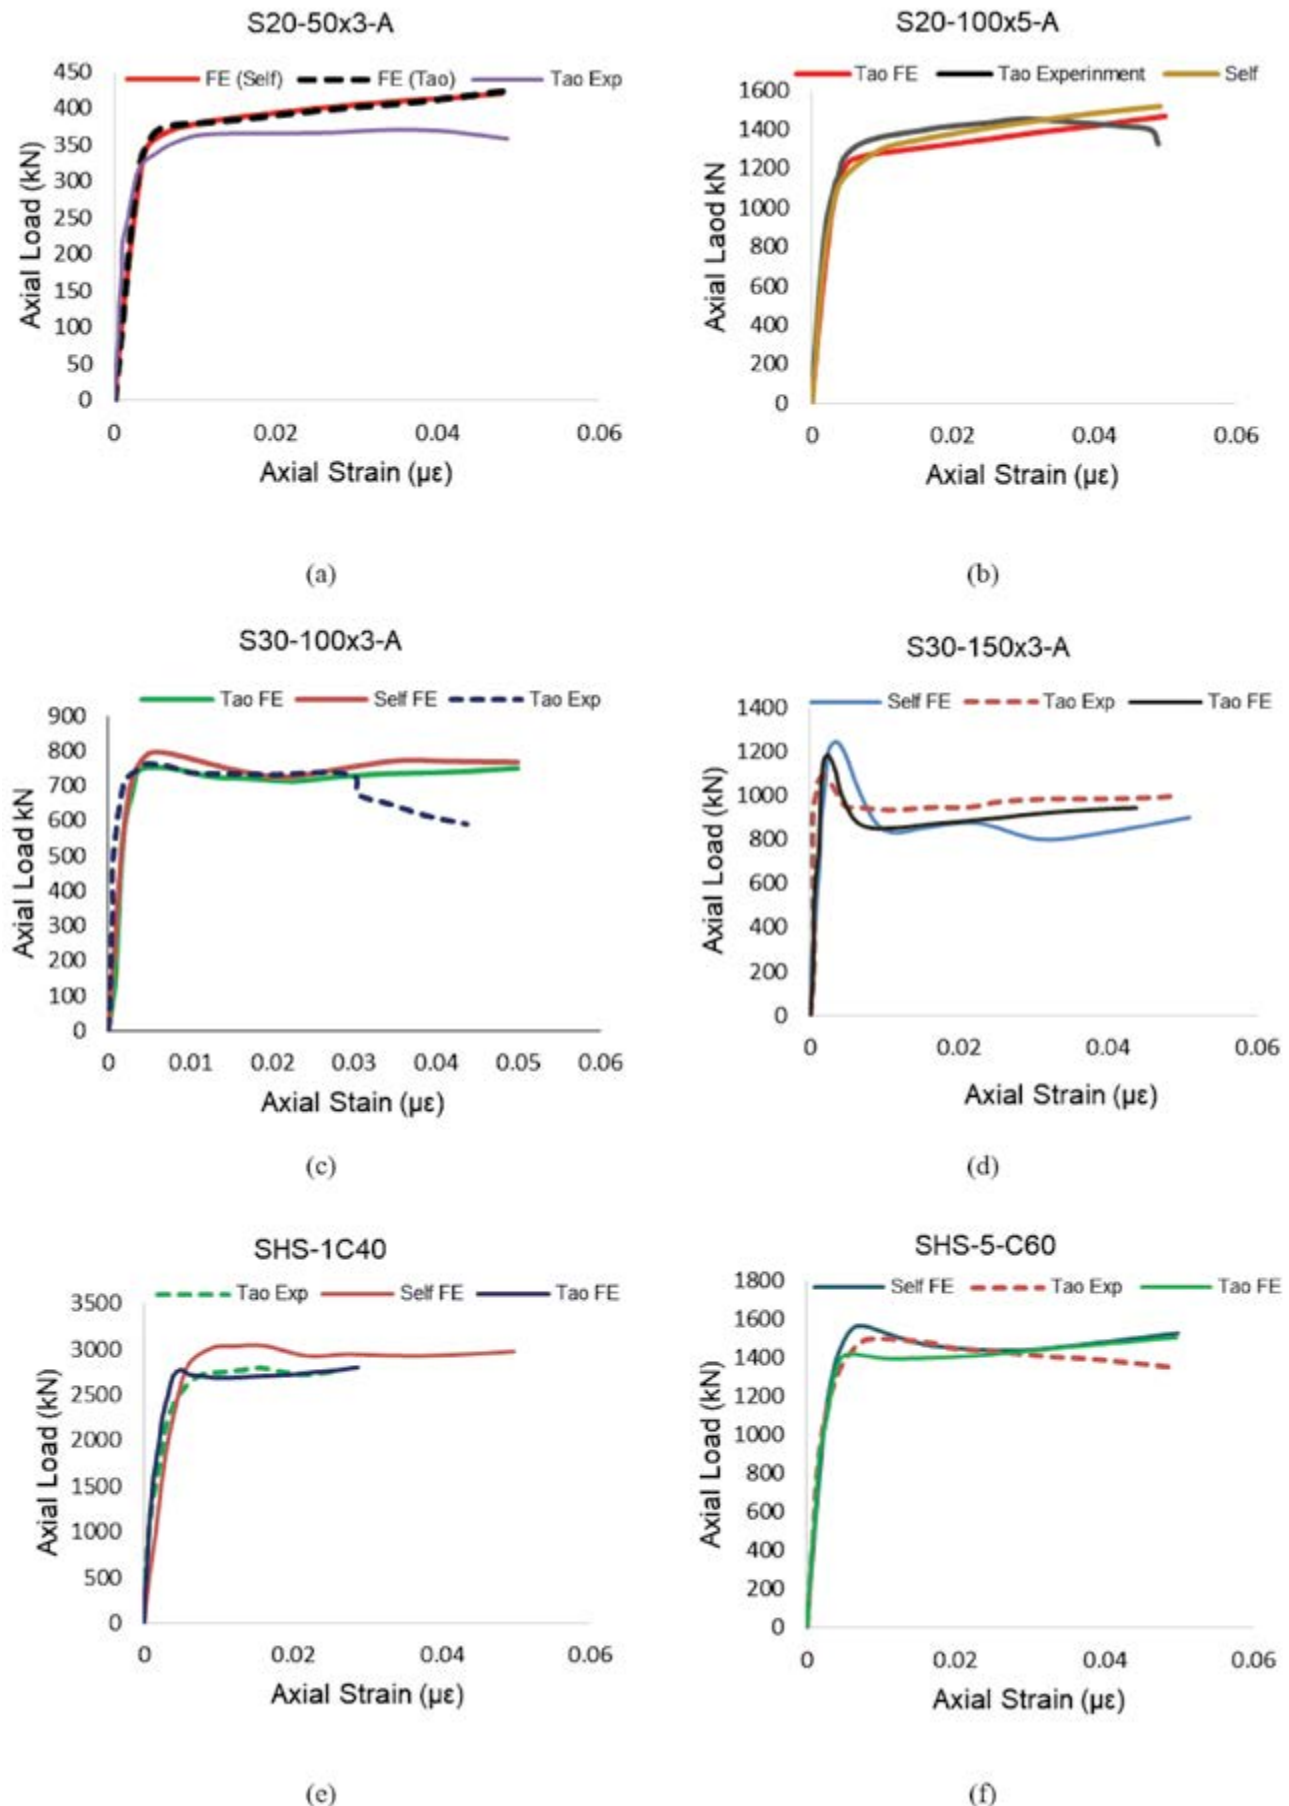 S20-50x3-A
FE (Self) FE (Tao) Tao Exp
450
400
350
300
250
200
150
100
50
0
Axial Load (kN)
0 0.02 0.04 0.06
Axial Strain (με)
(a)
S20-100x5-A
Tao FE Tao Experinment Self
1600
1400
1200
1000
800
600
400
200
0
Axial Laod kN
0 0.02 0.04 0.06
Axial Strain (με)
(b)
S30-100x3-A
Tao FE Self FE Tao Exp
900
800
700
600
500
400
300
200
100
0
Axial Load kN
0 0.01 0.02 0.03 0.04 0.05 0.06
Axial Stain (με)
(c)
S30-150x3-A
Self FE Tao Exp Tao FE
1400
1200
1000
800
600
400
200
0
Axial Load (kN)
0 0.02 0.04 0.06
Axial Strain (με)
(d)
SHS-1C40
Tao Exp Self FE Tao FE
3500
3000
2500
2000
1500
1000
500
0
Axial Load (kN)
0 0.02 0.04 0.06
Axial Strain (με)
(e)
SHS-5-C60
Self FE Tao Exp Tao FE
1800
1600
1400
1200
1000
800
600
400
200
0
Axial Load (kN)
0 0.02 0.04 0.06
Axial Strain (με)
(f)